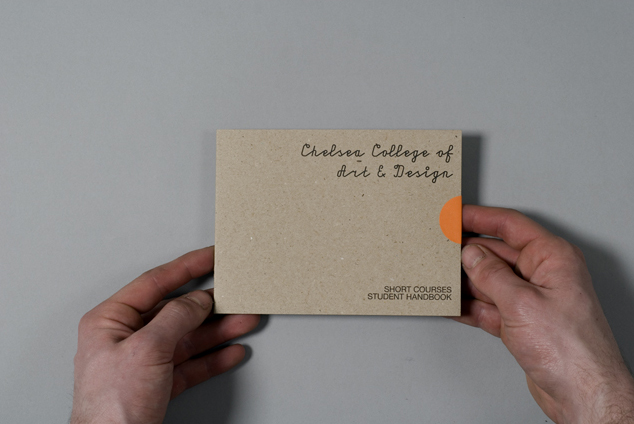 Chelsea College of
Art & Design
SHORT COURSES
STUDENT HANDBOOK